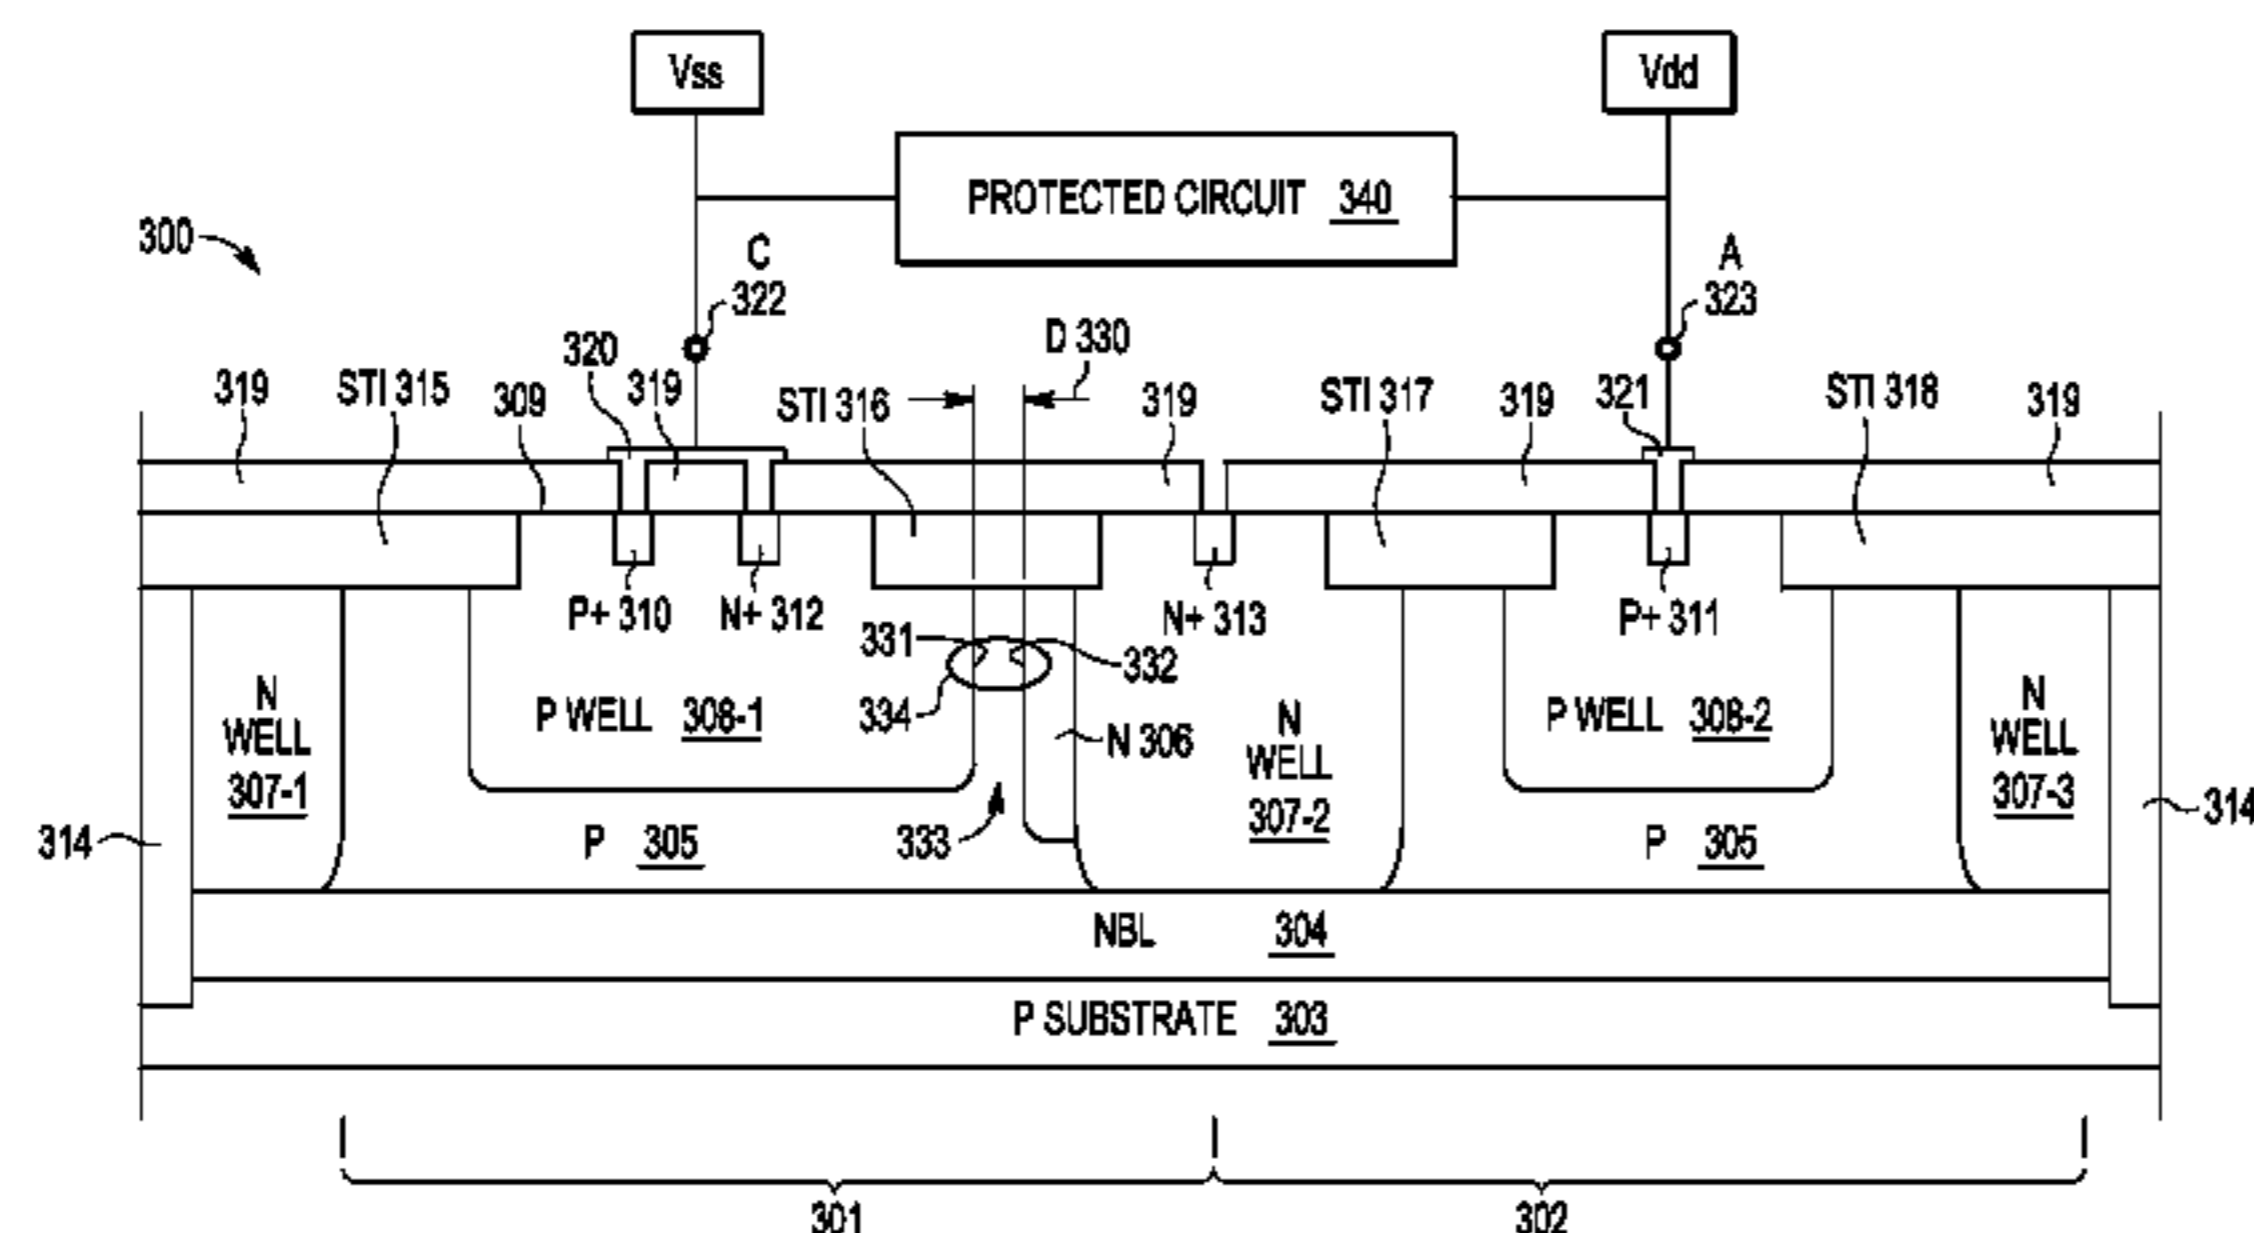 Vss
Vdd
PROTECTED CIRCUIT 340
300
C
322
A
323
D 330
320
319
STI 315
309
319
STI 316
319
STI 317
319
321
STI 318
319
P+ 310
N+ 312
N+ 313
P+ 311
331
332
334
N WELL 307-1
P WELL 308-1
N 306
N WELL 307-2
P WELL 308-2
N WELL 307-3
314
P 305
333
P 305
314
NBL 304
P SUBSTRATE 303
301
302